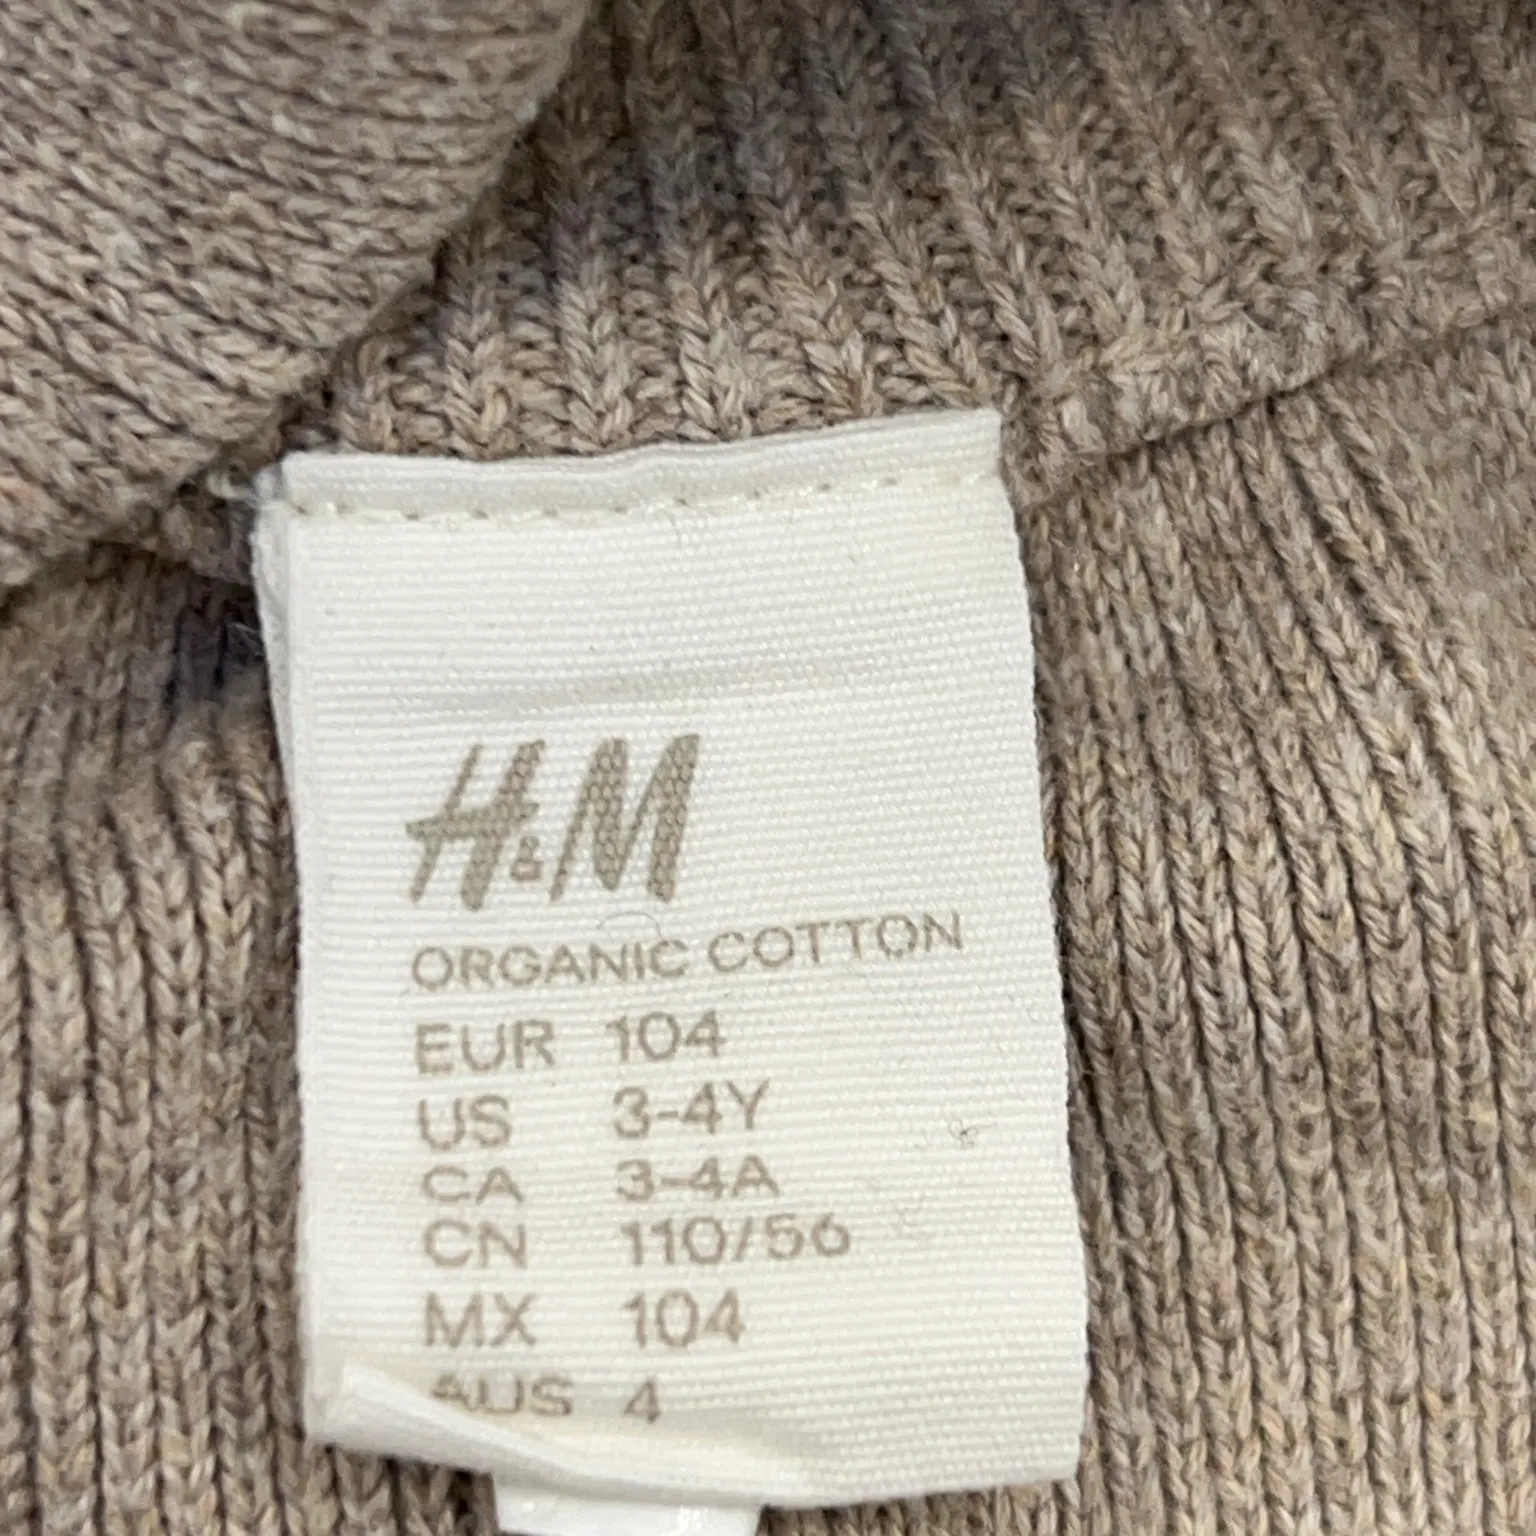 H&M
ORGANIC COTTON
EUR 104
US 3-4Y
CA 3-4A
CN 110/56
MX 104
AUS 4